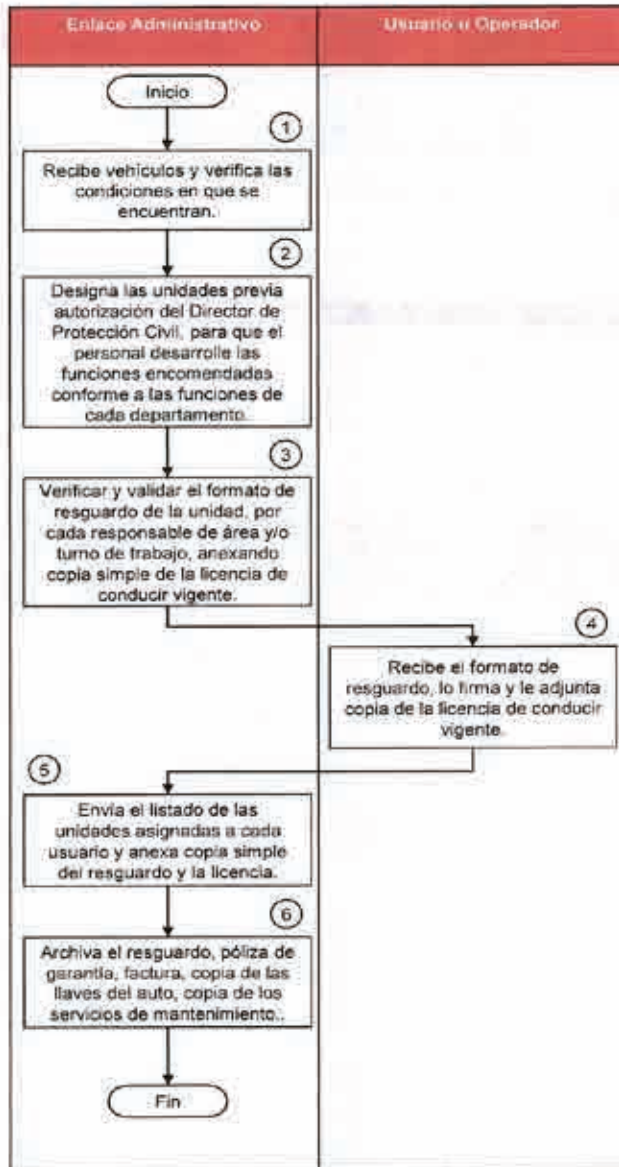 Enlace Administrativo
Usuario u Operador
Inicio
1
Recibe vehículos y verifica las
condiciones en que se
encuentran.
2
Designa las unidades previa
autorización del Director de
Protección Civil, para que el
personal desarrolle las
funciones encomendadas
conforme a las funciones de
cada departamento.
3
Verificar y validar el formato de
resguardo de la unidad, por
cada responsable de área y/o
turno de trabajo, anexando
copia simple de la licencia de
conducir vigente.
4
Recibe el formato de
resguardo, lo firma y le adjunta
copia de la licencia de conducir
vigente.
5
Envía el listado de las
unidades asignadas a cada
usuario y anexa copia simple
del resguardo y la licencia.
6
Archiva el resguardo, póliza de
garantía, factura, copia de las
llaves del auto, copia de los
servicios de mantenimiento..
Fin